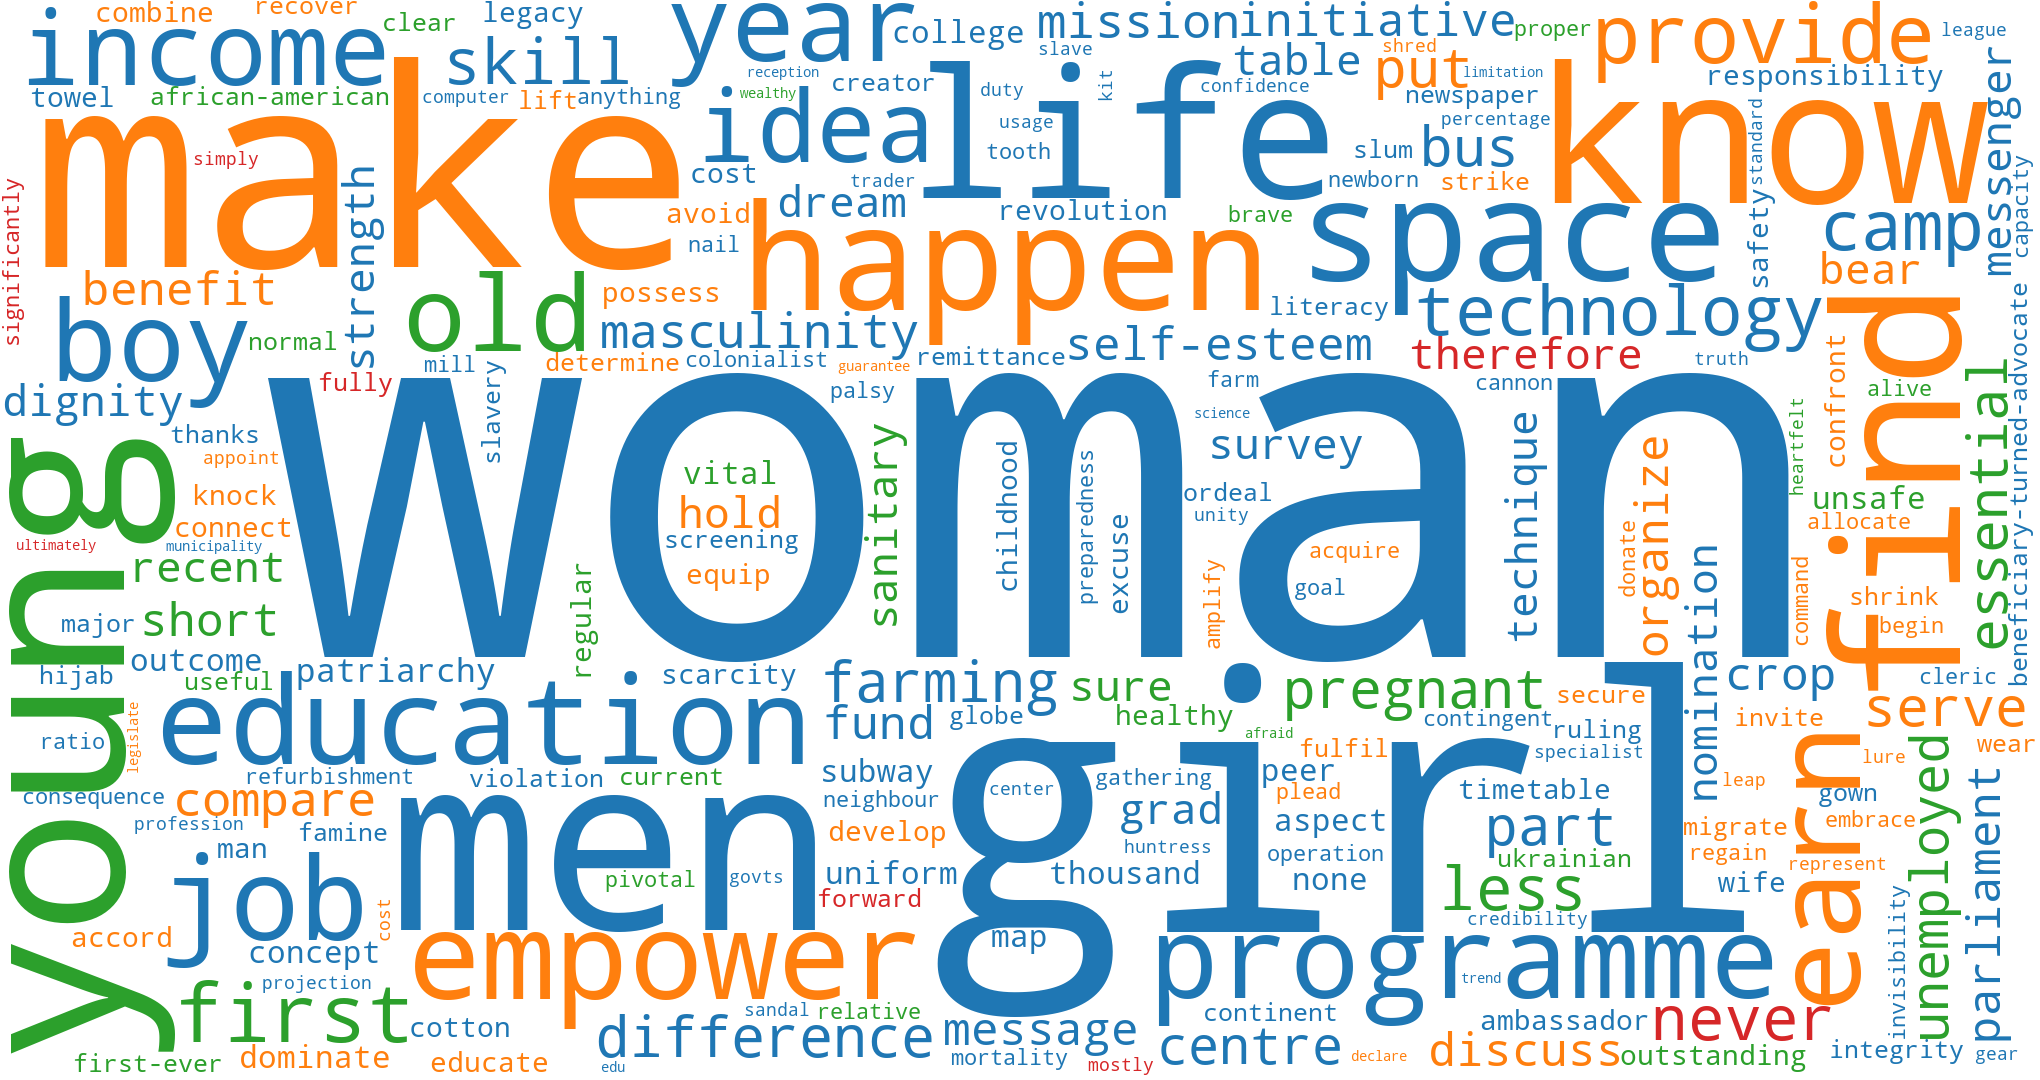 combine
recover
clear
legacy
income
skill
year
college
mission
initiative
proper
provide
league
slave
shred
table
put
limitation
responsibility
messenger
towel
african-american
computer
lift
anything
reception
wealthy
creator
duty
kit
confidence
newspaper
percentage
make
simply
idea
life
usage
tooth
know
standard
significantly
strength
cost
trader
dream
slum
bus
newborn
strike
capacity
avoid
nail
revolution
brave
space
safety
camp
bear
benefit
old
possess
happen
literacy
technology
boy
normal
masculinity
remittance
self-esteem
therefore
truth
find
beneficiary-turned-advocate
mill
determine
colonialist
guarantee
palsy
farm
cannon
confront
alive
essential
dignity
fully
slavery
woman
science
heartfelt
young
thanks
appoint
knock
connect
ultimately
municipality
recent
vital
hold
screening
equip
sanitary
childhood
preparedness
excuse
survey
ordeal
unity
amplify
acquire
goal
technique
donate
organize
nomination
command
unsafe
allocate
shrink
begin
major
short
regular
outcome
hijab
useful
patriarchy
scarcity
farming
sure
pregnant
secure
crop
cleric
ratio
legislate
education
fund
globe
healthy
afraid
fulfil
contingent
ruling
specialist
invite
serve
wear
refurbishment
violation
current
subway
gathering
peer
plead
timetable
leap
earn
lure
gown
embrace
unemployed
parliament
consequence
compare
profession
famine
man
men
neighbour
develop
center
girl
grad
huntress
aspect
operation
part
ukrainian
migrate
regain
represent
job
pivotal
govts
uniform
forward
thousand
none
less
credibility
wife
invisibility
accord
concept
cost
projection
empower
map
programme
trend
first
cotton
sandal
relative
difference
message
continent
ambassador
never
first-ever
dominate
educate
edu
mortality
mostly
centre
declare
discuss
outstanding
integrity
gear